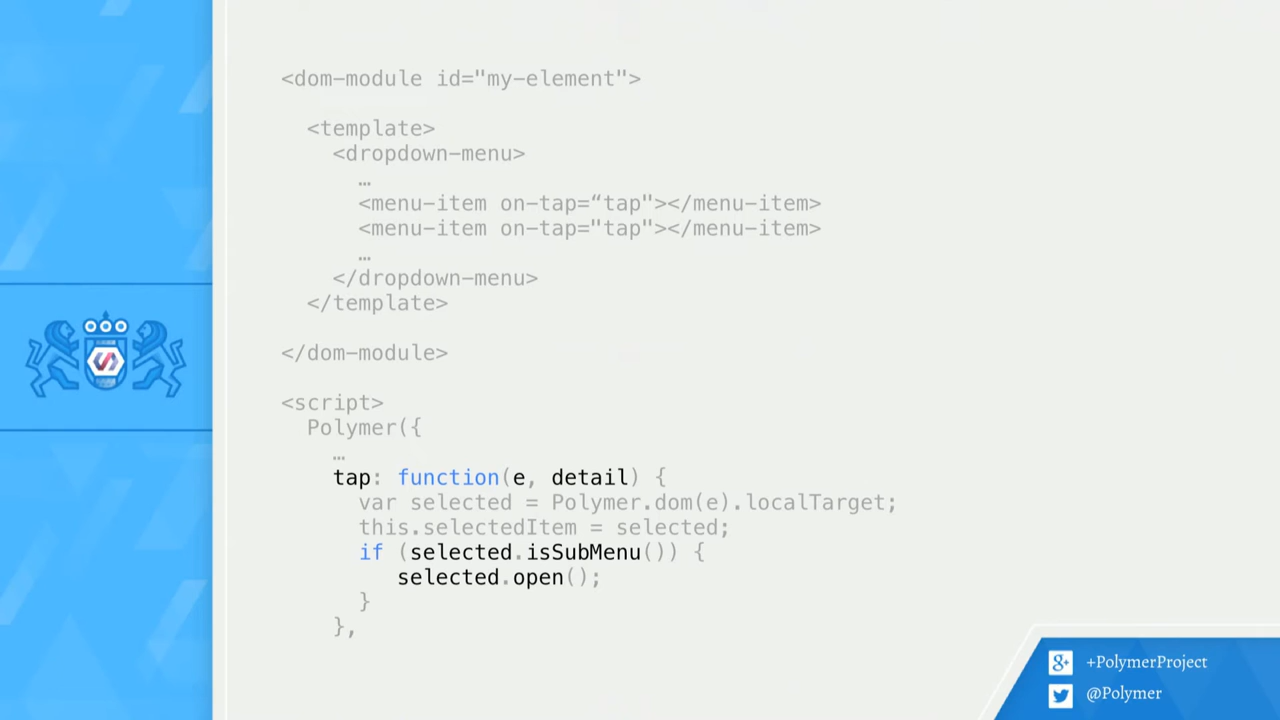 <dom-module id="my-element">
<template>
<dropdown-menu>
…
<menu-item on-tap=“tap"></menu-item>
<menu-item on-tap="tap"></menu-item>
…
</dropdown-menu>
</template>
</dom-module>
<script>
Polymer({
…
tap: function(e, detail) {
var selected = Polymer.dom(e).localTarget;
this.selectedItem = selected;
if (selected.isSubMenu()) {
selected.open();
}
},
+PolymerProject
@Polymer